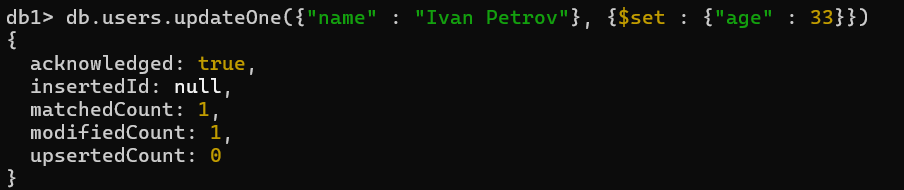 db1> db.users.updateOne({"name" : "Ivan Petrov"}, {$set : {"age" : 33}})
{
  acknowledged: true,
  insertedId: null,
  matchedCount: 1,
  modifiedCount: 1,
  upsertedCount: 0
}